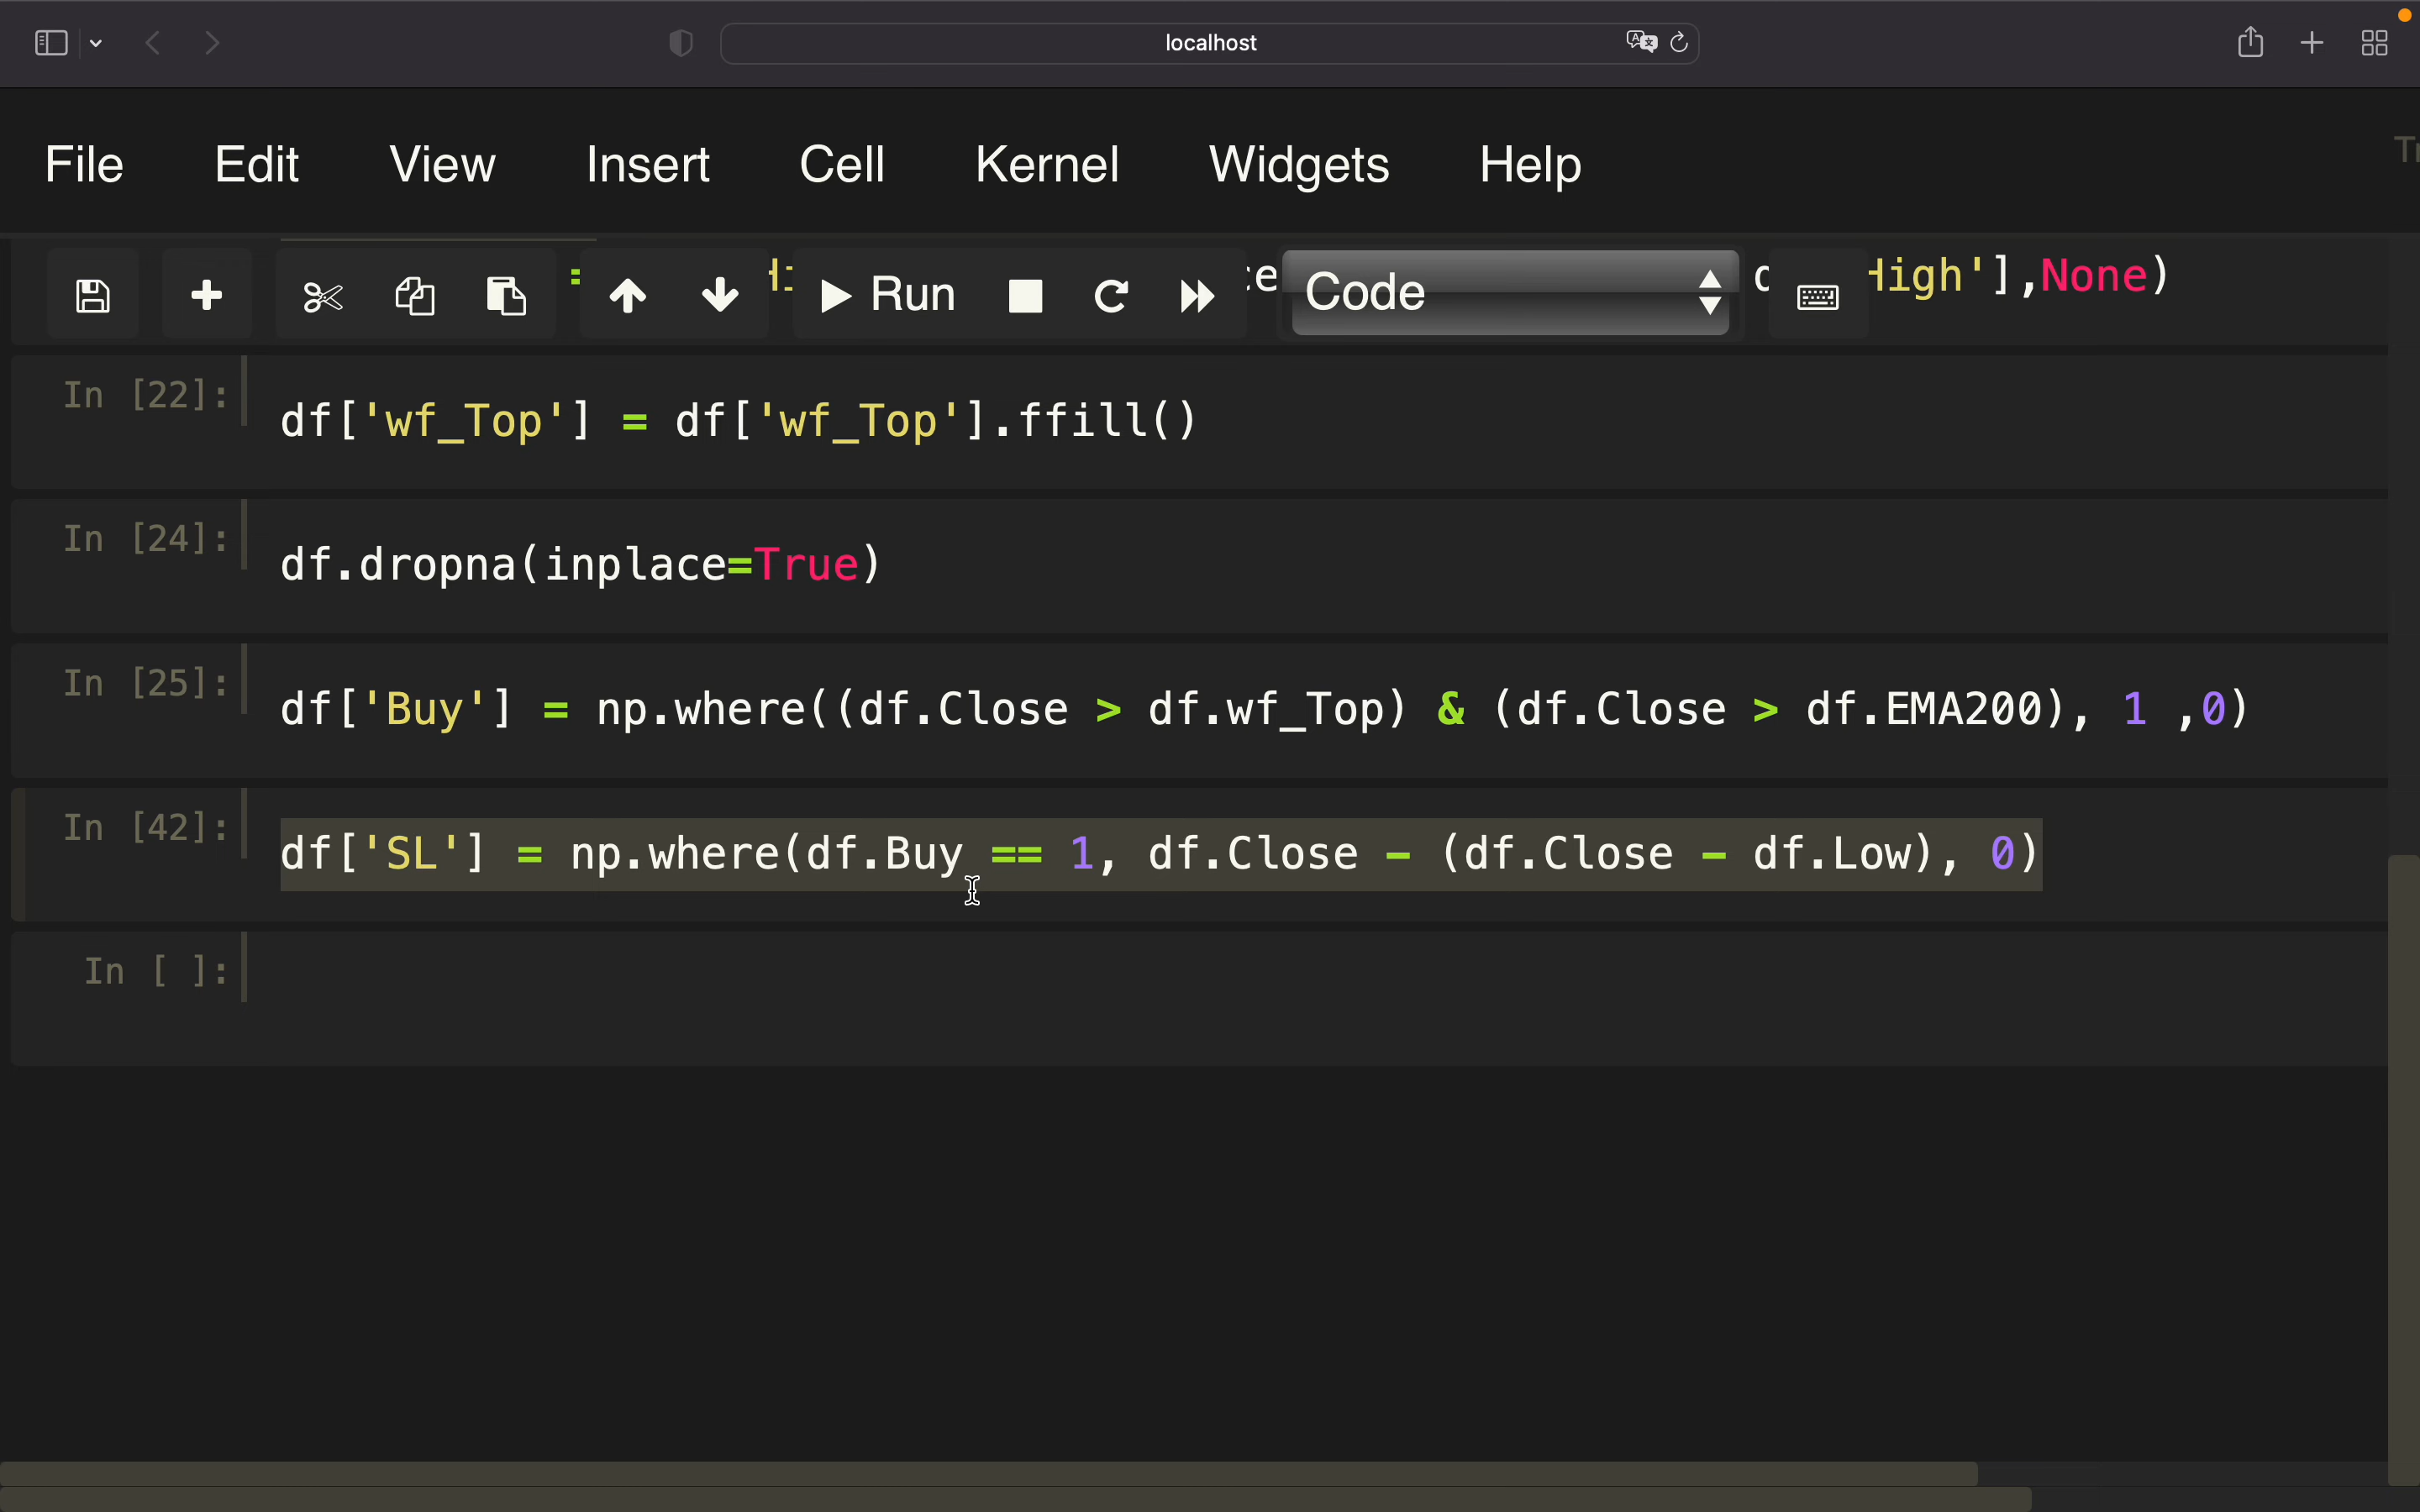 localhost
File Edit View Insert Cell Kernel Widgets Help
Run Code High'],None)
In [22]: df['wf_Top'] = df['wf_Top'].ffill()
In [24]: df.dropna(inplace=True)
In [25]: df['Buy'] = np.where((df.Close > df.wf_Top) & (df.Close > df.EMA200), 1 ,0)
In [42]: df['SL'] = np.where(df.Buy == 1, df.Close - (df.Close - df.Low), 0)
In [ ]: